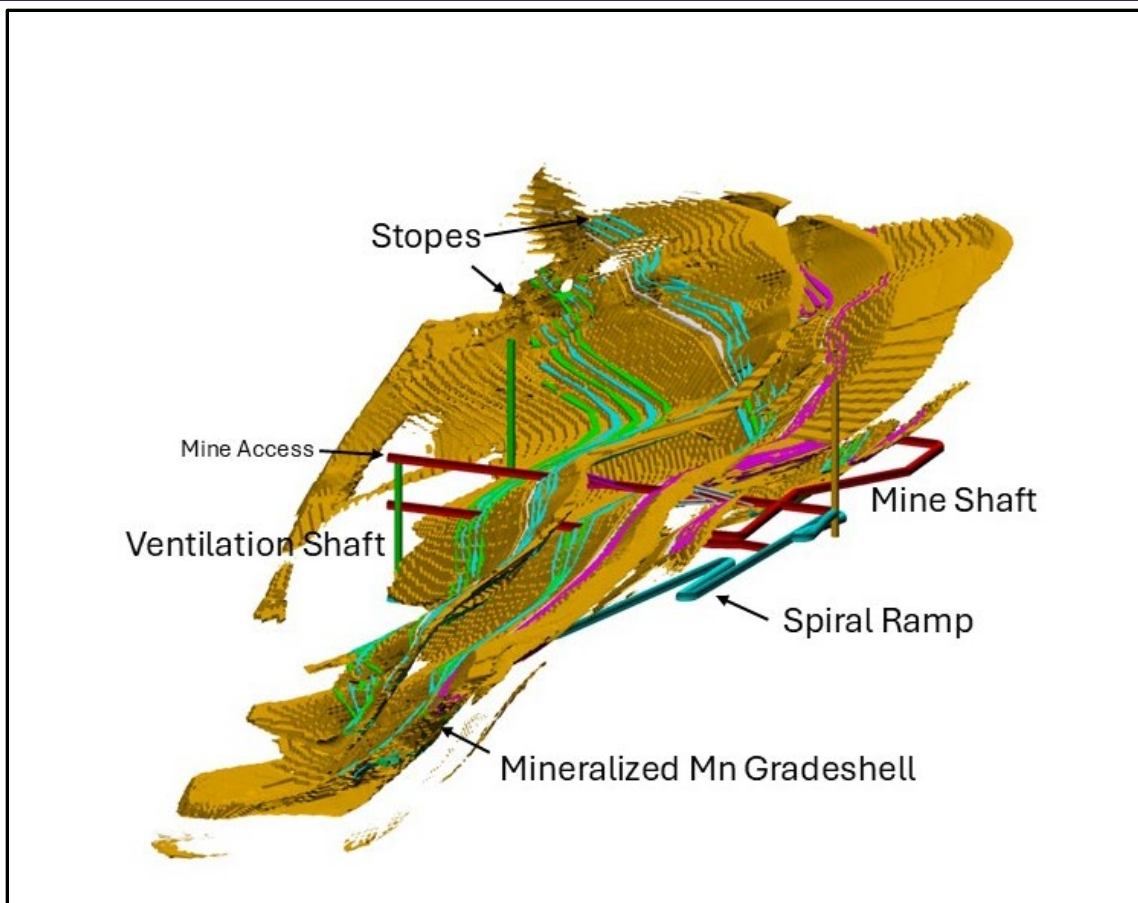 Stopes
Mine Access
Mine Shaft
Ventilation Shaft
Spiral Ramp
Mineralized Mn Gradeshell